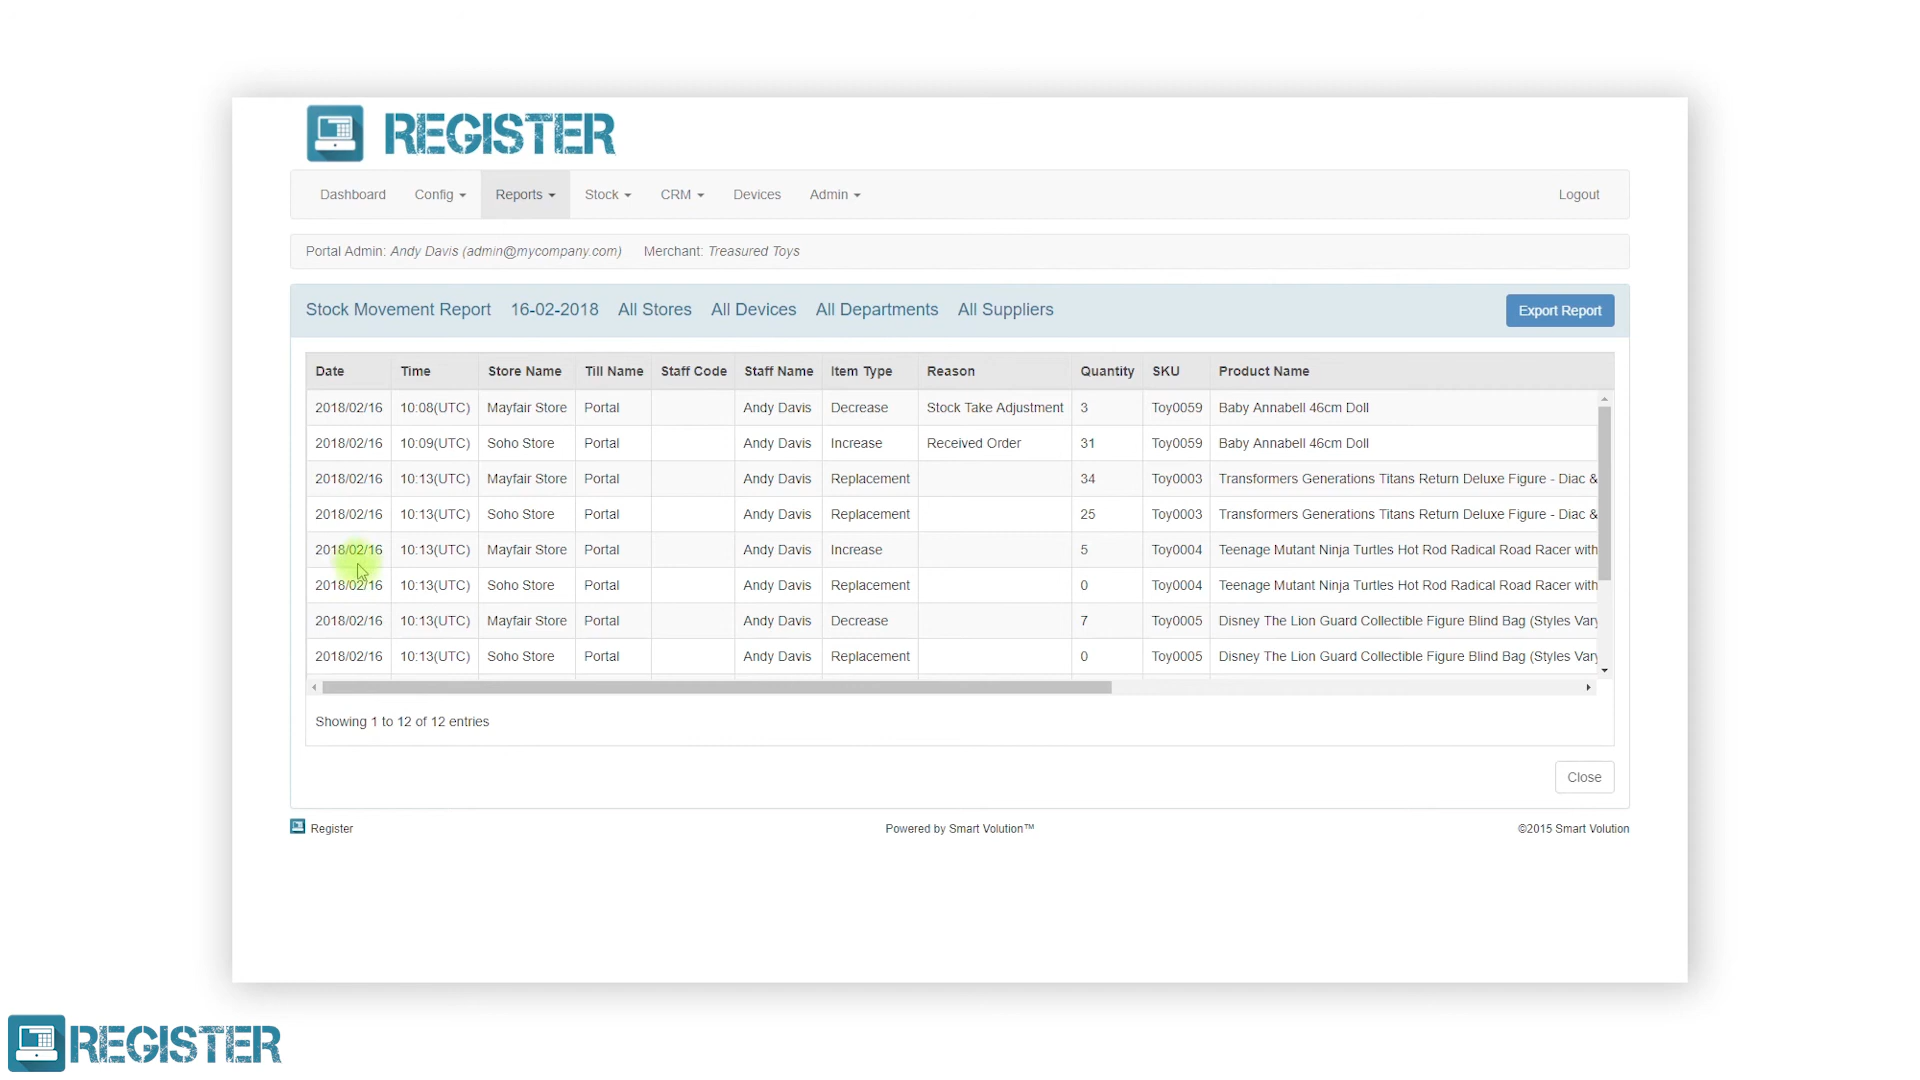 REGISTER
Dashboard Config Reports Stock CRM Devices Admin Logout
Portal Admin: Andy Davis (admin@mycompany.com) Merchant: Treasured Toys
Stock Movement Report 16-02-2018 All Stores All Devices All Departments All Suppliers Export Report
Date Time Store Name Till Name Staff Code Staff Name Item Type Reason Quantity SKU Product Name
2018/02/16 10:08(UTC) Mayfair Store Portal Andy Davis Decrease Stock Take Adjustment 3 Toy0059 Baby Annabell 46cm Doll
2018/02/16 10:09(UTC) Soho Store Portal Andy Davis Increase Received Order 31 Toy0059 Baby Annabell 46cm Doll
2018/02/16 10:13(UTC) Mayfair Store Portal Andy Davis Replacement 34 Toy0003 Transformers Generations Titans Return Deluxe Figure - Diac &
2018/02/16 10:13(UTC) Soho Store Portal Andy Davis Replacement 25 Toy0003 Transformers Generations Titans Return Deluxe Figure - Diac &
2018/02/16 10:13(UTC) Mayfair Store Portal Andy Davis Increase 5 Toy0004 Teenage Mutant Ninja Turtles Hot Rod Radical Road Racer with
2018/02/16 10:13(UTC) Soho Store Portal Andy Davis Replacement 0 Toy0004 Teenage Mutant Ninja Turtles Hot Rod Radical Road Racer with
2018/02/16 10:13(UTC) Mayfair Store Portal Andy Davis Decrease 7 Toy0005 Disney The Lion Guard Collectible Figure Blind Bag (Styles Vary
2018/02/16 10:13(UTC) Soho Store Portal Andy Davis Replacement 0 Toy0005 Disney The Lion Guard Collectible Figure Blind Bag (Styles Vary
Showing 1 to 12 of 12 entries
Close
Register Powered by Smart Volution™ ©2015 Smart Volution
REGISTER